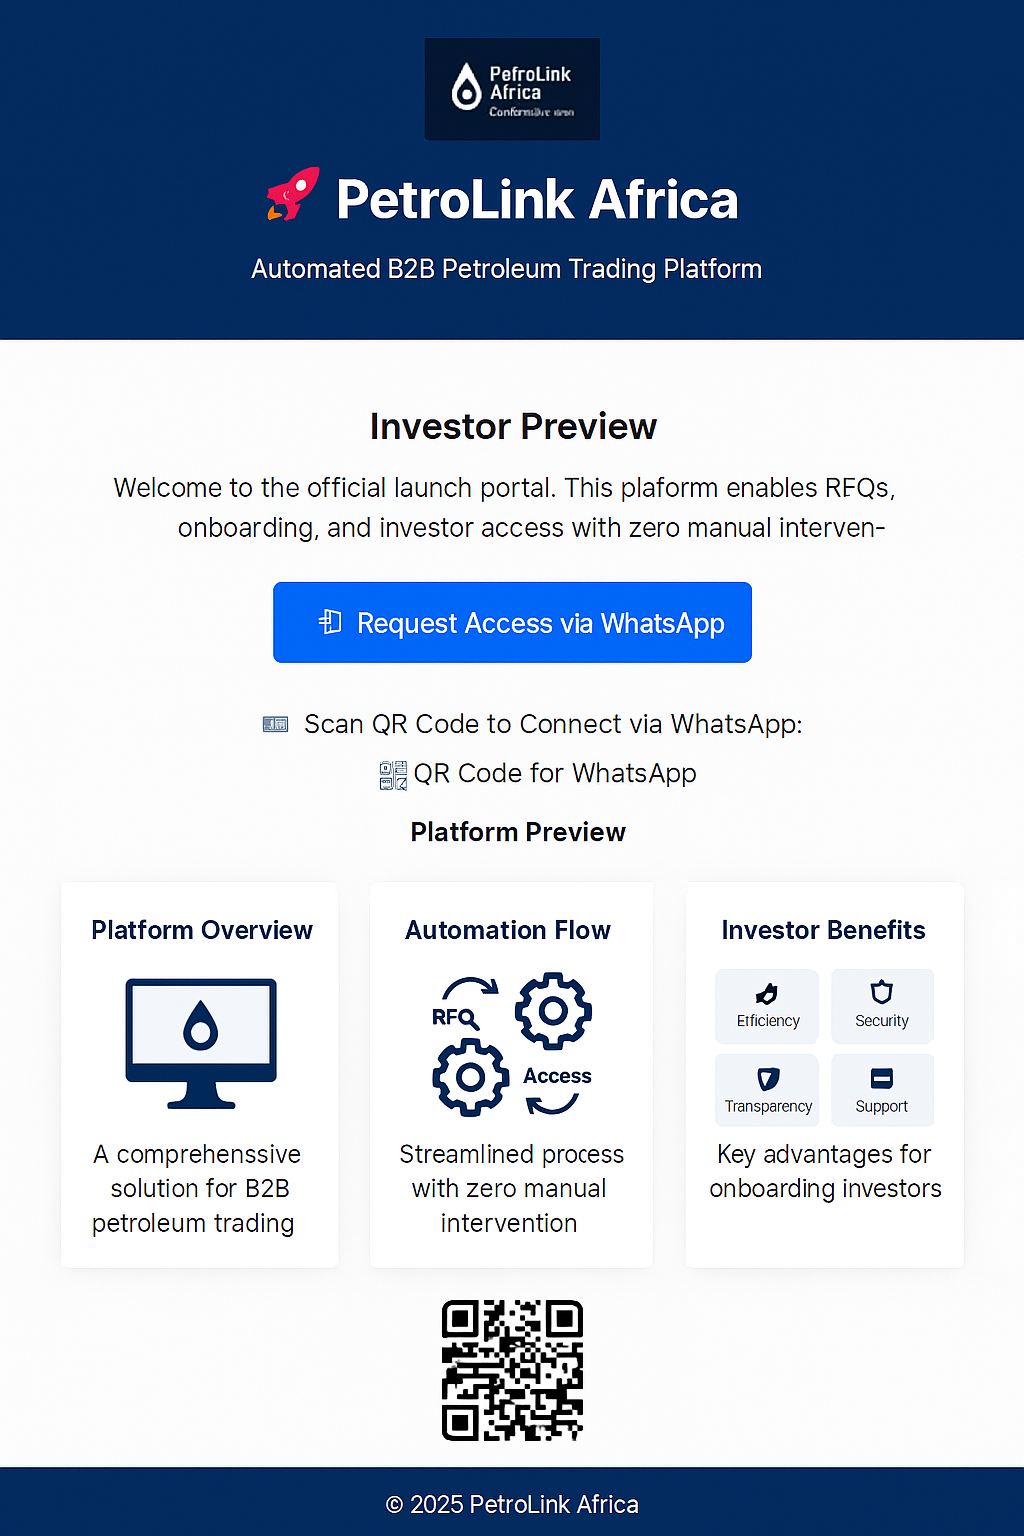 PefroLink
Africa
PetroLink Africa
Automated B2B Petroleum Trading Platform
Investor Preview
Welcome to the official launch portal. This plaform enables RFQs,
onboarding, and investor access with zero manual interven-
Request Access via WhatsApp
Scan QR Code to Connect via WhatsApp:
QR Code for WhatsApp
Platform Preview
Platform Overview
A comprehenssive
solution for B2B
petroleum trading
Automation Flow
RFQ
Access
Streamlined process
with zero manual
intervention
Investor Benefits
Efficiency
Security
Transparency
Support
Key advantages for
onboarding investors
© 2025 PetroLink Africa